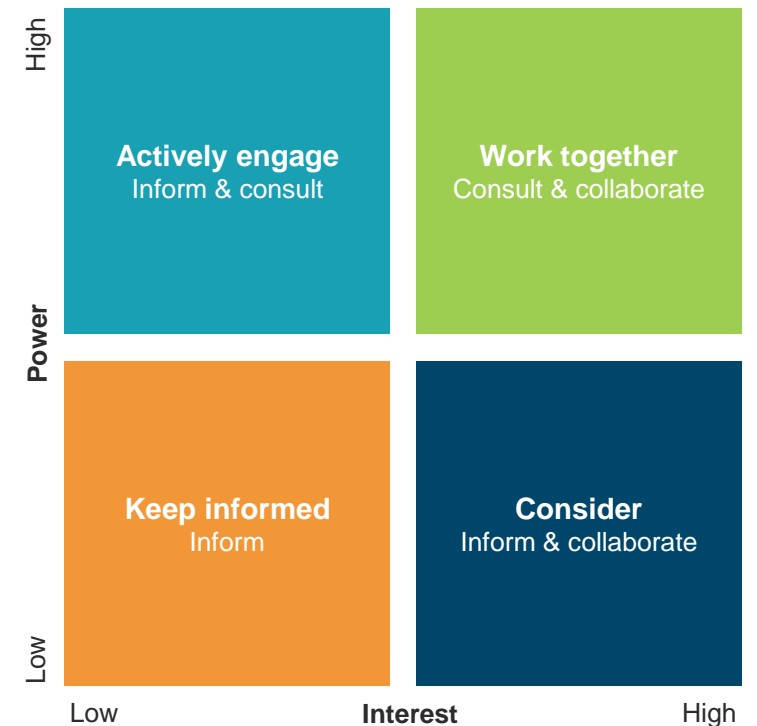 High
Actively engage
Inform & consult
Work together
Consult & collaborate
Power
Keep informed
Inform
Consider
Inform & collaborate
Low
Low
Interest
High